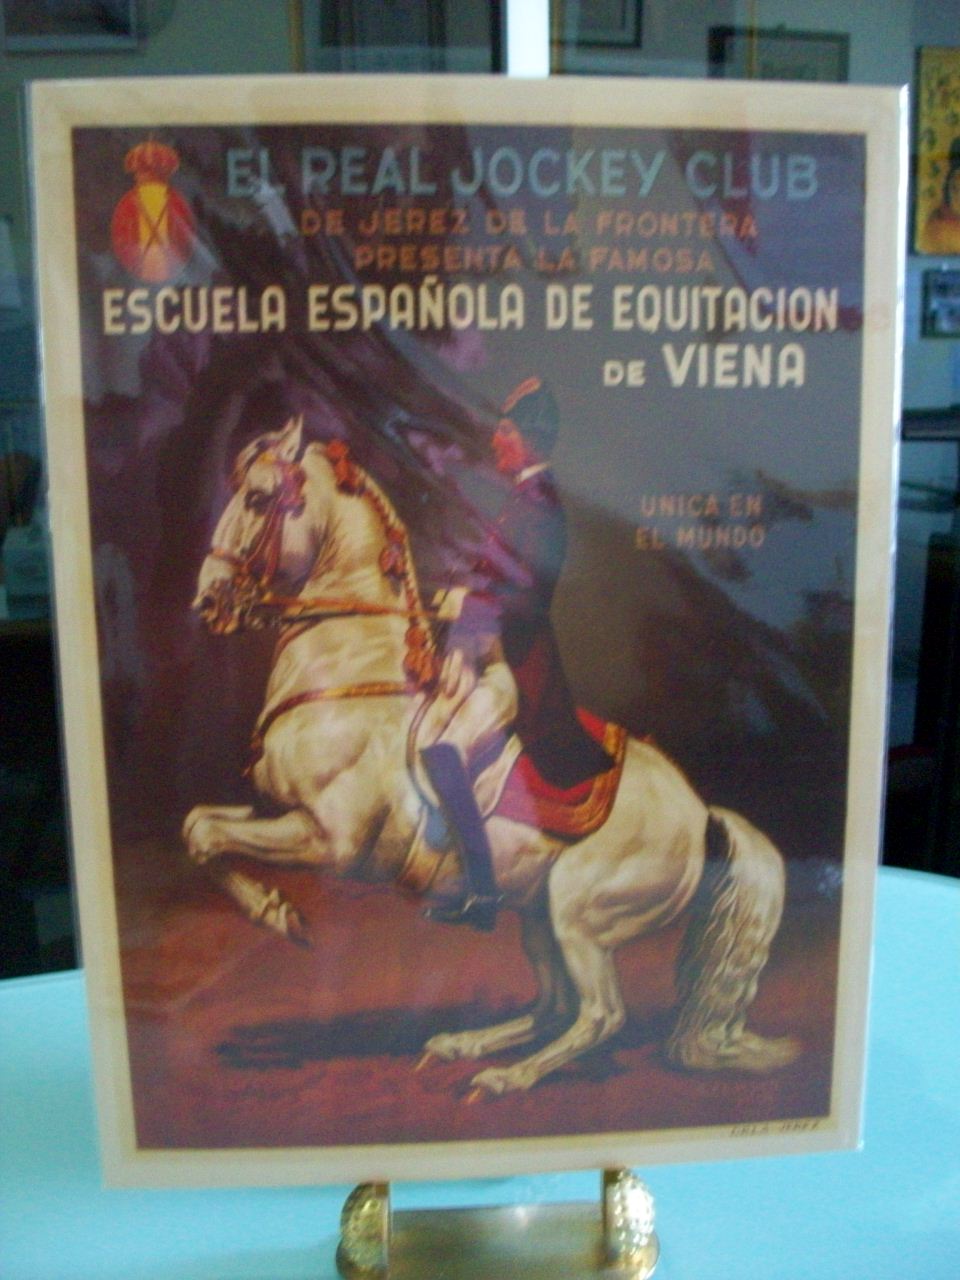 EL REAL JOCKEY CLUB
DE JEREZ DE LA FRONTERA
PRESENTA LA FAMOSA
ESCUELA ESPAÑOLA DE EQUITACION
DE VIENA
UNICA EN
EL MUNDO
JEREZ